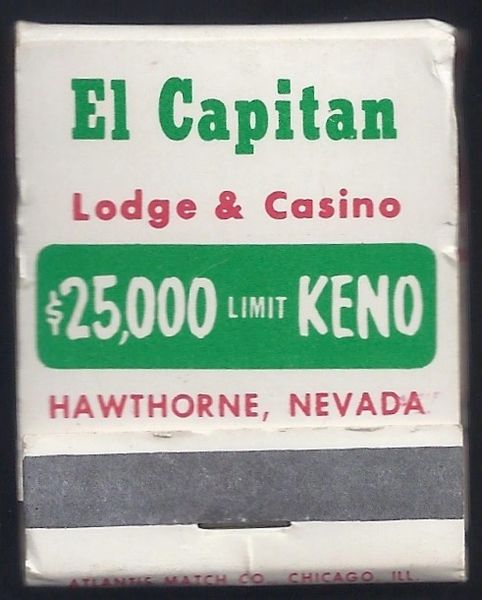 El Capitan
Lodge & Casino
$25,000 LIMIT KENO
HAWTHORNE, NEVADA
ATLANTIS MATCH CO. CHICAGO ILL.